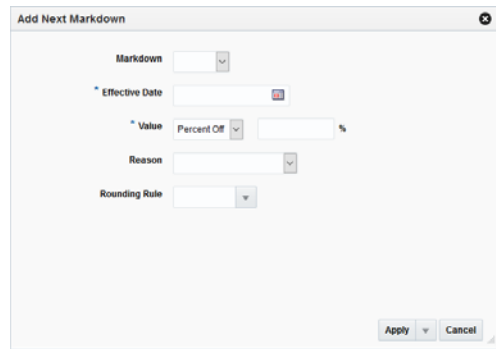 Add Next Markdown
Markdown
* Effective Date
* Value Percent Off %
Reason
Rounding Rule
Apply Cancel